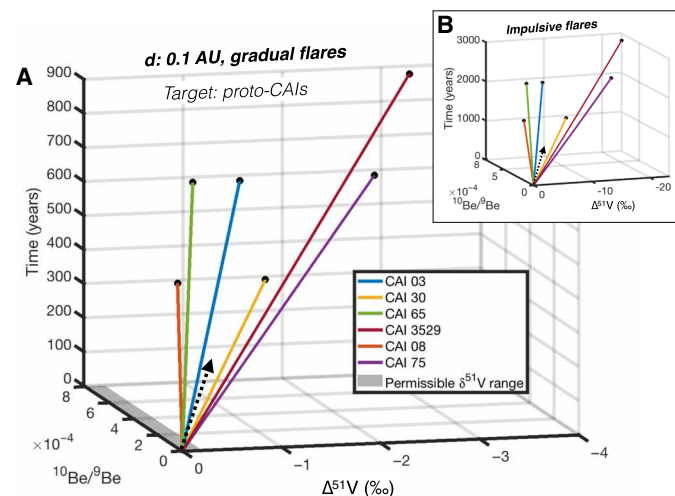 A
d: 0.1 AU, gradual flares
Target: proto-CAIs
900
800
700
600
500
400
300
200
100
0
Time (years)
8
6
4
2
0
×10⁻⁴
¹⁰Be/⁹Be
0
−1
−2
−3
−4
Δ⁵¹V (‰)
CAI 03
CAI 30
CAI 65
CAI 3529
CAI 08
CAI 75
Permissible δ⁵¹V range
B
Impulsive flares
3000
2000
1000
0
Time (years)
8
5
0
×10⁻⁴
¹⁰Be/⁹Be
0
-10
-20
Δ⁵¹V (‰)